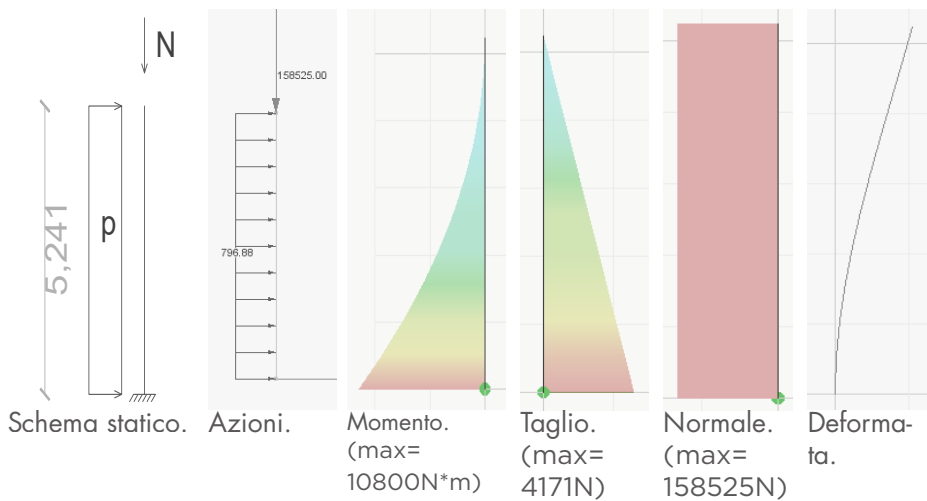 N
p
5,241
Schema statico.
158525.00
796.88
Azioni.
Momento.
(max=
10800N*m)
Taglio.
(max=
4171N)
Normale.
(max=
158525N)
Deforma-
ta.